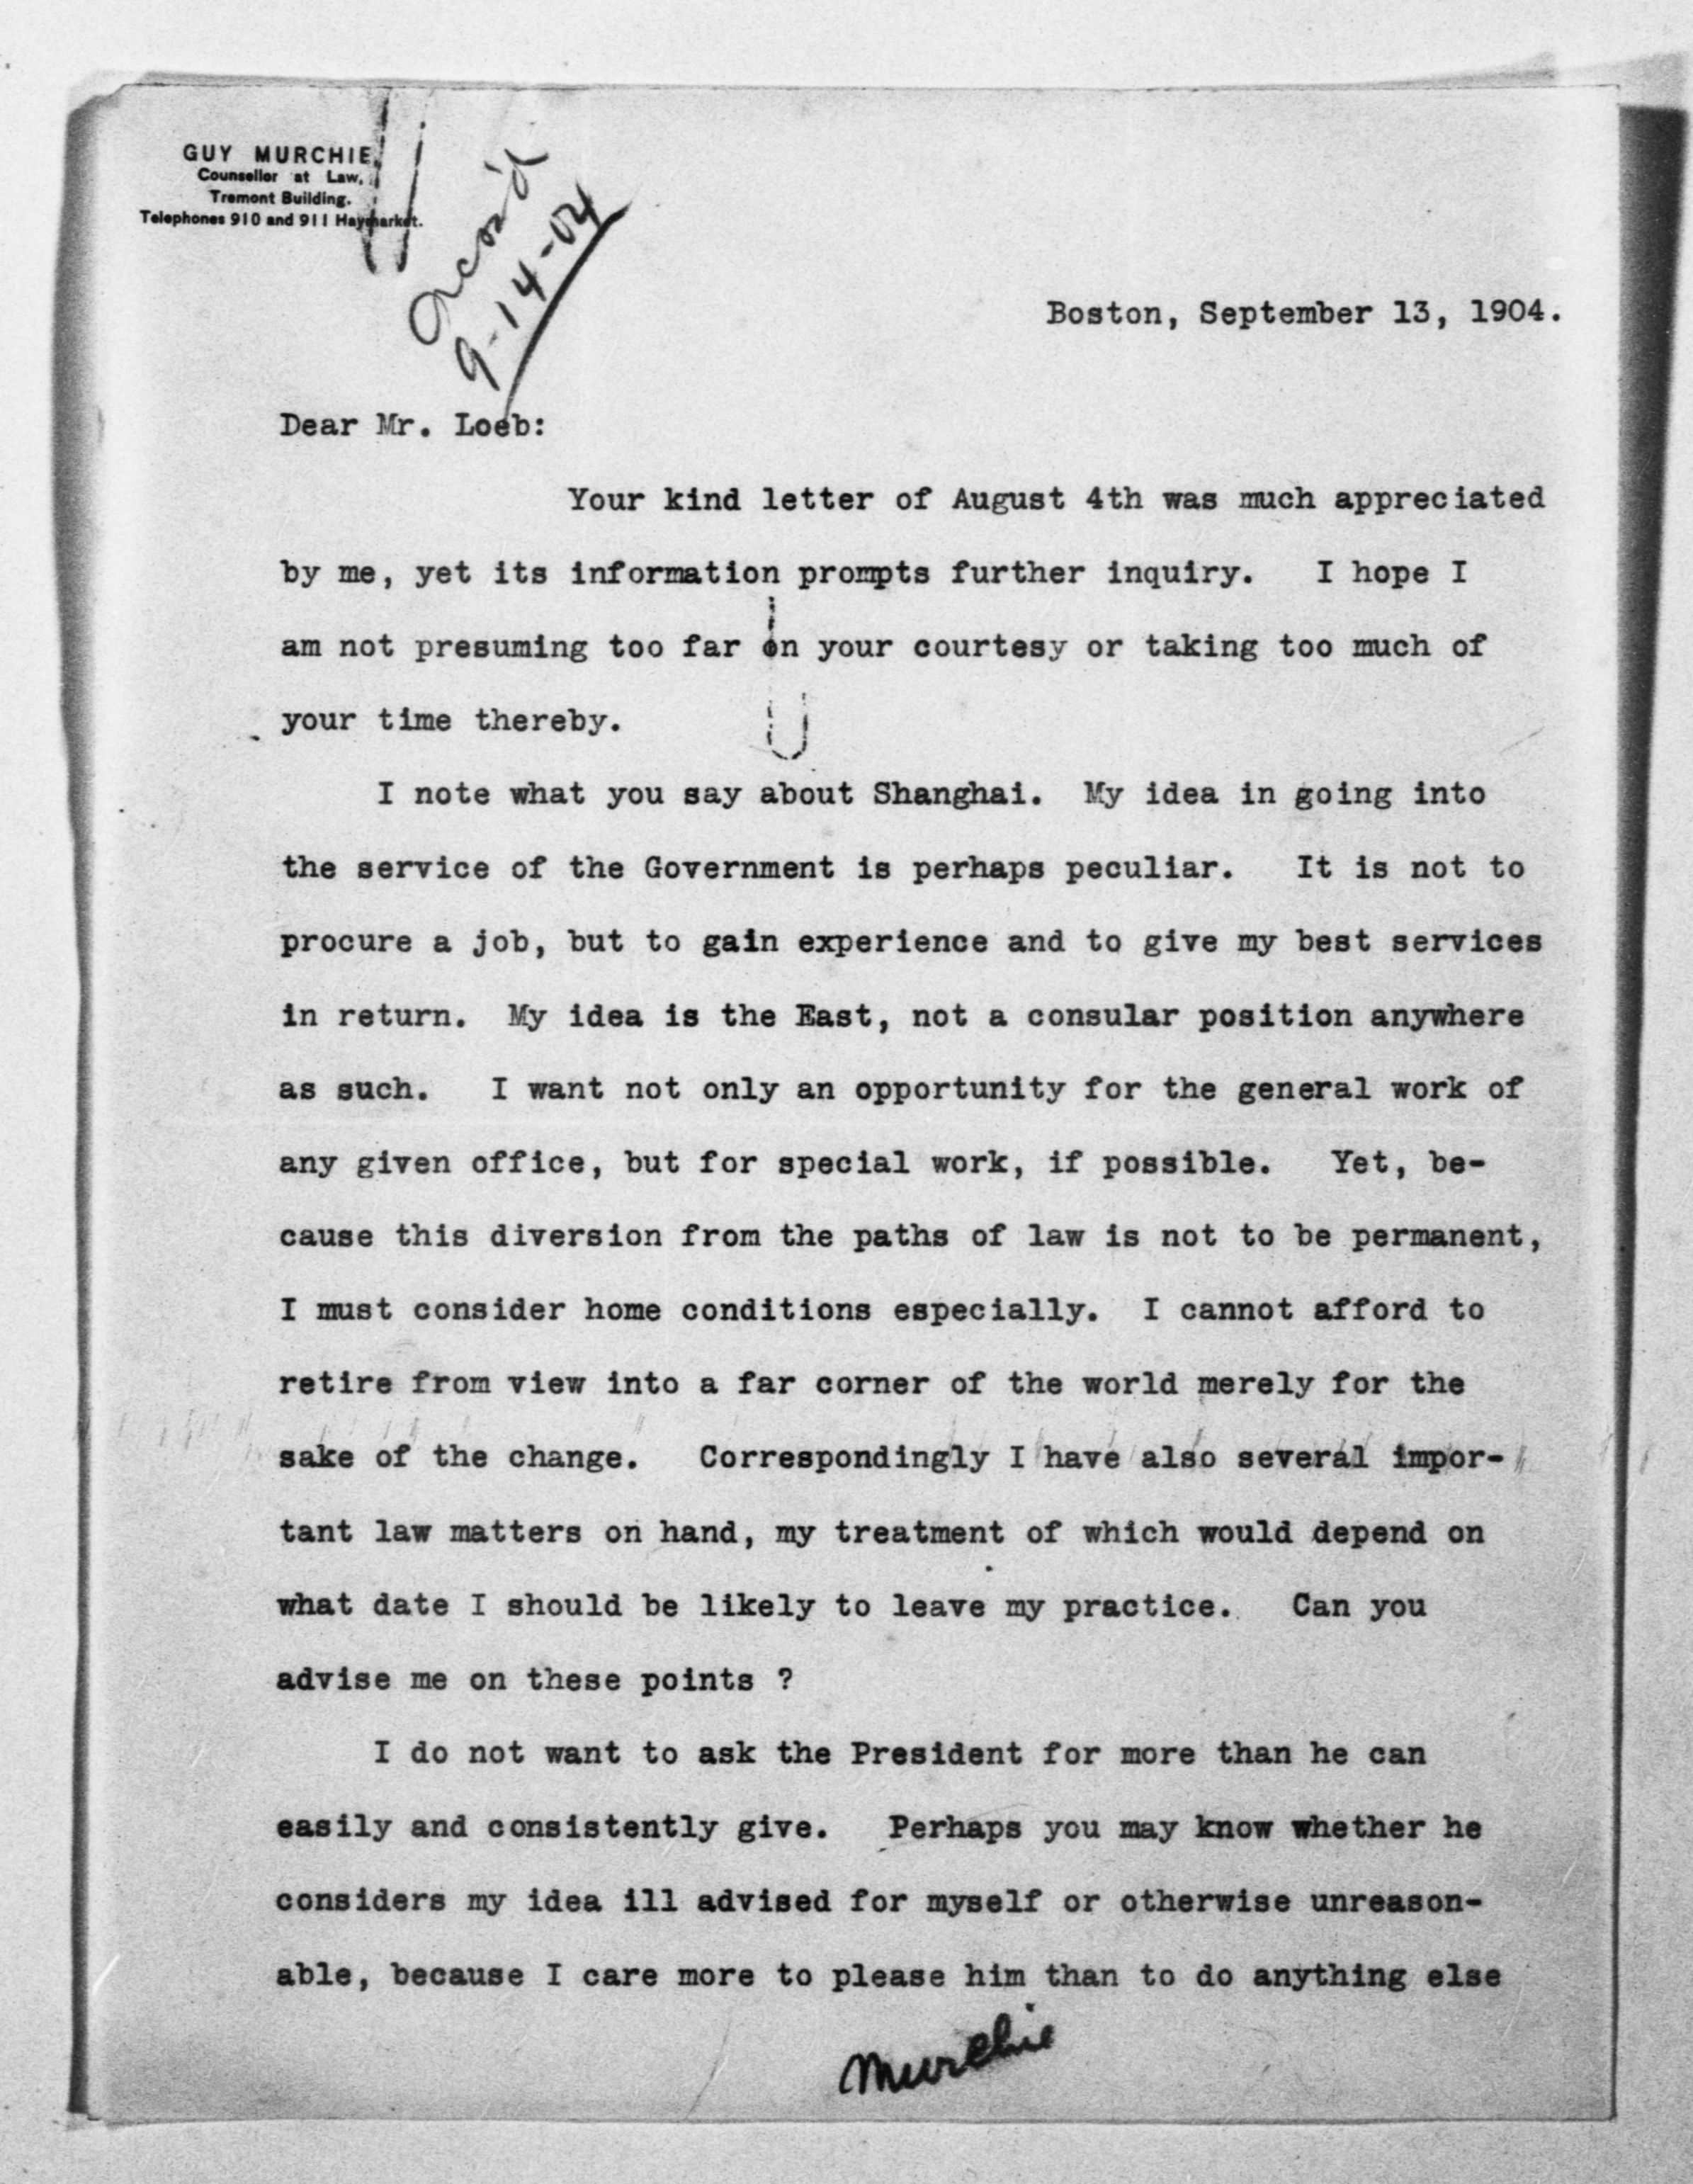 GUY MURCHIE,
Counsellor at Law,
Tremont Building.
Telephones 910 and 911 Haymarket.
Ack'd
9-14-04
Boston, September 13, 1904.
Dear Mr. Loeb:
Your kind letter of August 4th was much appreciated
by me, yet its information prompts further inquiry. I hope I
am not presuming too far on your courtesy or taking too much of
your time thereby.
I note what you say about Shanghai. My idea in going into
the service of the Government is perhaps peculiar. It is not to
procure a job, but to gain experience and to give my best services
in return. My idea is the East, not a consular position anywhere
as such. I want not only an opportunity for the general work of
any given office, but for special work, if possible. Yet, be-
cause this diversion from the paths of law is not to be permanent,
I must consider home conditions especially. I cannot afford to
retire from view into a far corner of the world merely for the
sake of the change. Correspondingly I have also several impor-
tant law matters on hand, my treatment of which would depend on
what date I should be likely to leave my practice. Can you
advise me on these points ?
I do not want to ask the President for more than he can
easily and consistently give. Perhaps you may know whether he
considers my idea ill advised for myself or otherwise unreason-
able, because I care more to please him than to do anything else
Murchie